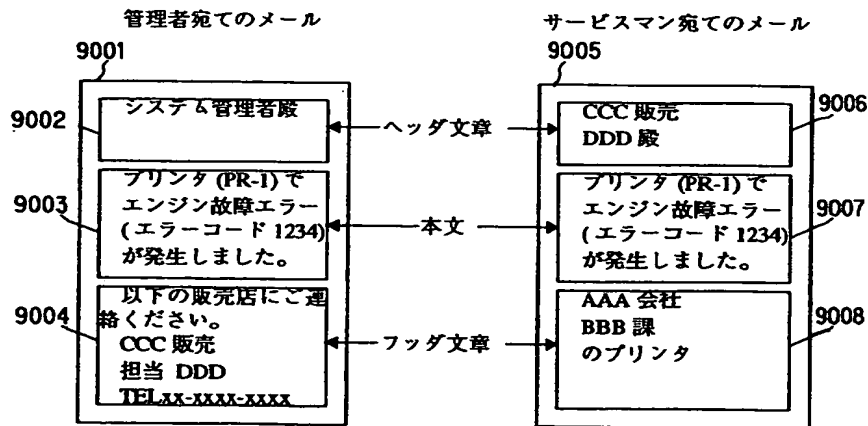 管理者宛てのメール
9001
9002
システム管理者殿
9003
プリンタ (PR-1) で
エンジン故障エラー
(エラーコード 1234)
が発生しました。
9004
以下の販売店にご連
絡ください。
CCC 販売
担当 DDD
TELxx-xxxx-xxxx
ヘッダ文章
本文
フッダ文章
サービスマン宛てのメール
9005
9006
CCC 販売
DDD 殿
9007
プリンタ (PR-1) で
エンジン故障エラー
(エラーコード 1234)
が発生しました。
9008
AAA 会社
BBB 課
のプリンタ